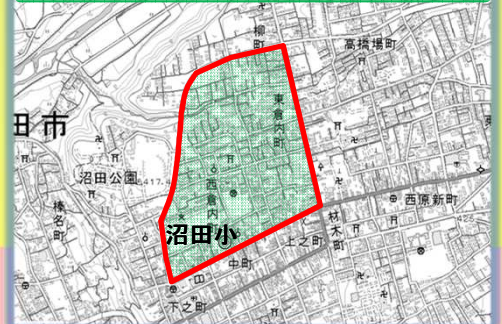 柳町
高橋場町
東倉内町
田市
沼田公園
417.
西倉内
榛名町
沼田小
西原新町
材木町
上之町
中町
下之町